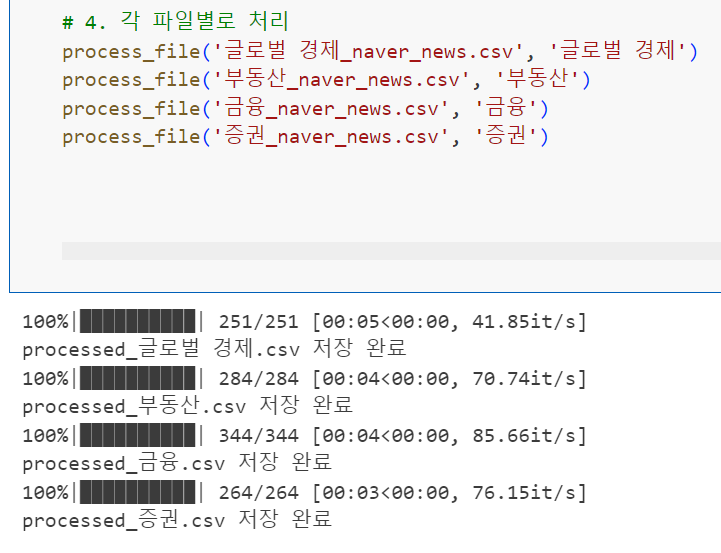 # 4. 각 파일별로 처리
process_file('글로벌 경제_naver_news.csv', '글로벌 경제')
process_file('부동산_naver_news.csv', '부동산')
process_file('금융_naver_news.csv', '금융')
process_file('증권_naver_news.csv', '증권')
100%|██████████| 251/251 [00:05<00:00, 41.85it/s]
processed_글로벌 경제.csv 저장 완료
100%|██████████| 284/284 [00:04<00:00, 70.74it/s]
processed_부동산.csv 저장 완료
100%|██████████| 344/344 [00:04<00:00, 85.66it/s]
processed_금융.csv 저장 완료
100%|██████████| 264/264 [00:03<00:00, 76.15it/s]
processed_증권.csv 저장 완료